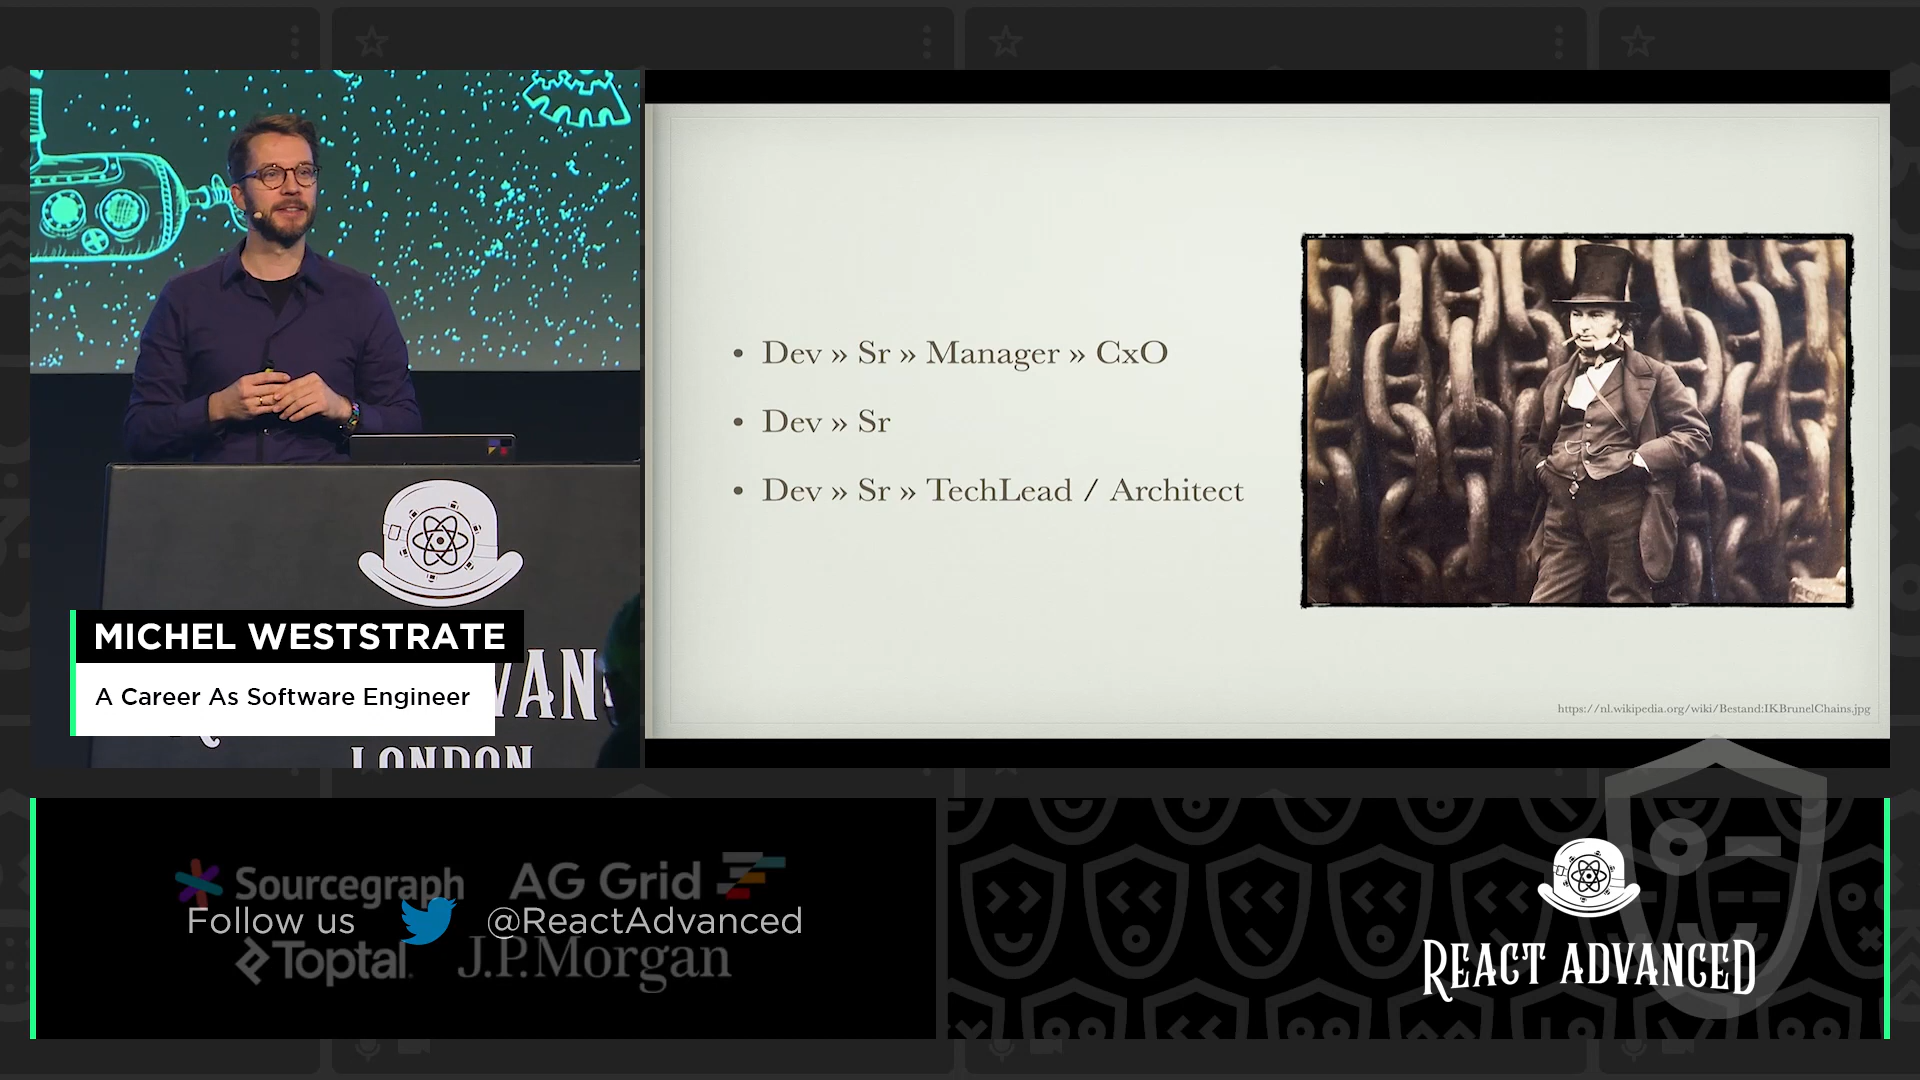 Dev » Sr » Manager » CxO
Dev » Sr
Dev » Sr » TechLead / Architect
https://nl.wikipedia.org/wiki/Bestand:IKBrunelChains.jpg
MICHEL WESTSTRATE
A Career As Software Engineer
VAN
LONDON
Sourcegraph
AG Grid
Follow us @ReactAdvanced
Toptal
J.P.Morgan
REACT ADVANCED